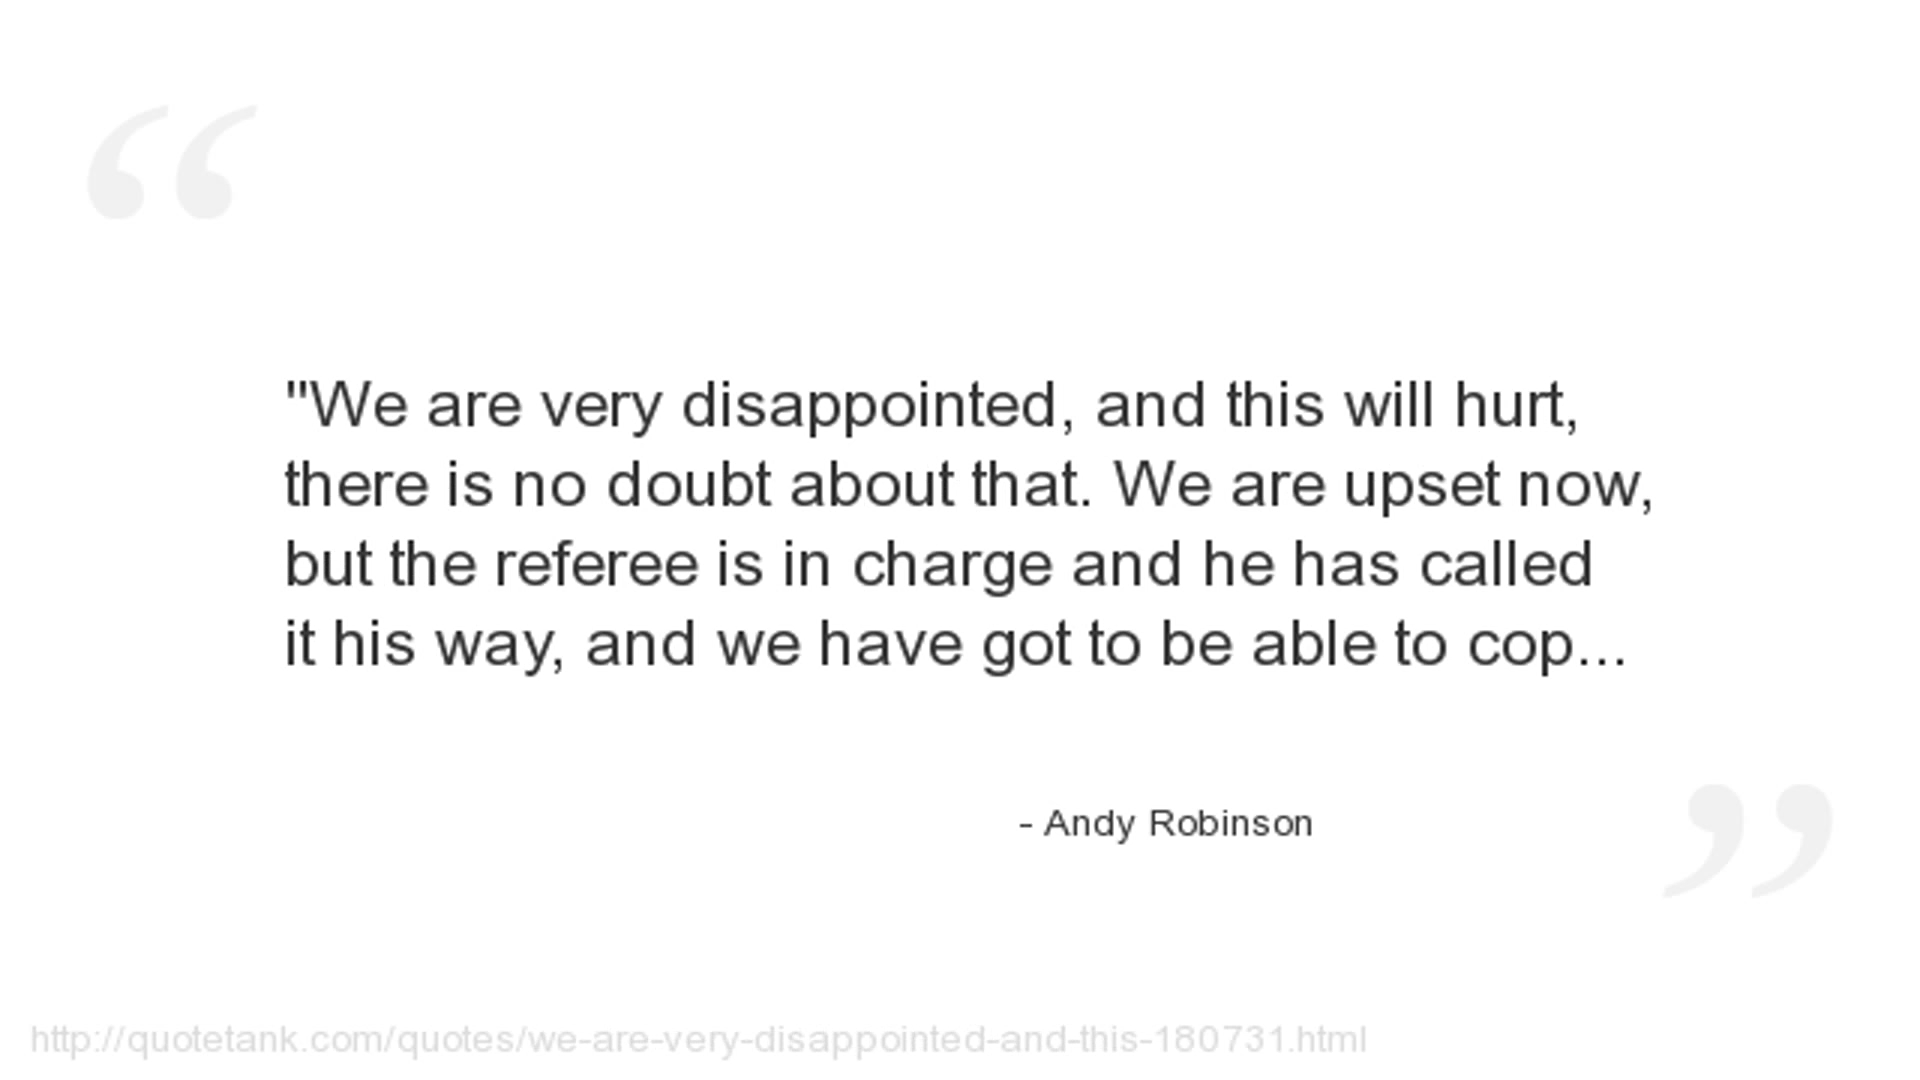 "We are very disappointed, and this will hurt,
there is no doubt about that. We are upset now,
but the referee is in charge and he has called
it his way, and we have got to be able to cop...
- Andy Robinson
http://quotetank.com/quotes/we-are-very-disappointed-and-this-180731.html